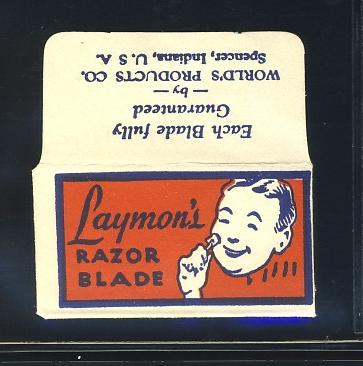 Each Blade fully
Guaranteed
— by —
WORLD'S PRODUCTS CO.
Spencer, Indiana, U. S. A
Laymon's
RAZOR
BLADE